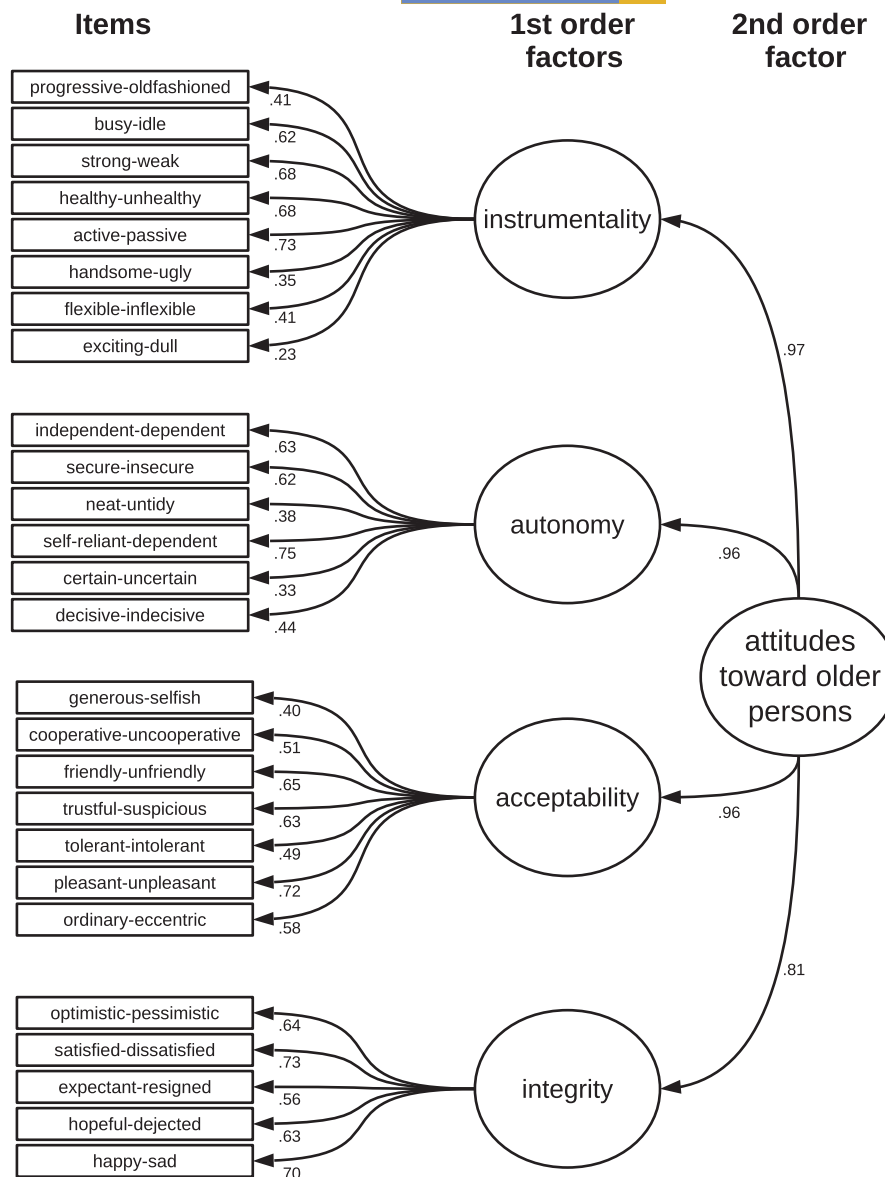 Items
1st order
factors
2nd order
factor
progressive-oldfashioned
.41
busy-idle
.62
strong-weak
.68
healthy-unhealthy
.68
active-passive
.73
handsome-ugly
.35
flexible-inflexible
.41
exciting-dull
.23
instrumentality
.97
independent-dependent
.63
secure-insecure
.62
neat-untidy
.38
self-reliant-dependent
.75
certain-uncertain
.33
decisive-indecisive
.44
autonomy
.96
attitudes
toward older
persons
generous-selfish
.40
cooperative-uncooperative
.51
friendly-unfriendly
.65
trustful-suspicious
.63
tolerant-intolerant
.49
pleasant-unpleasant
.72
ordinary-eccentric
.58
acceptability
.96
.81
optimistic-pessimistic
.64
satisfied-dissatisfied
.73
expectant-resigned
.56
hopeful-dejected
.63
happy-sad
.70
integrity